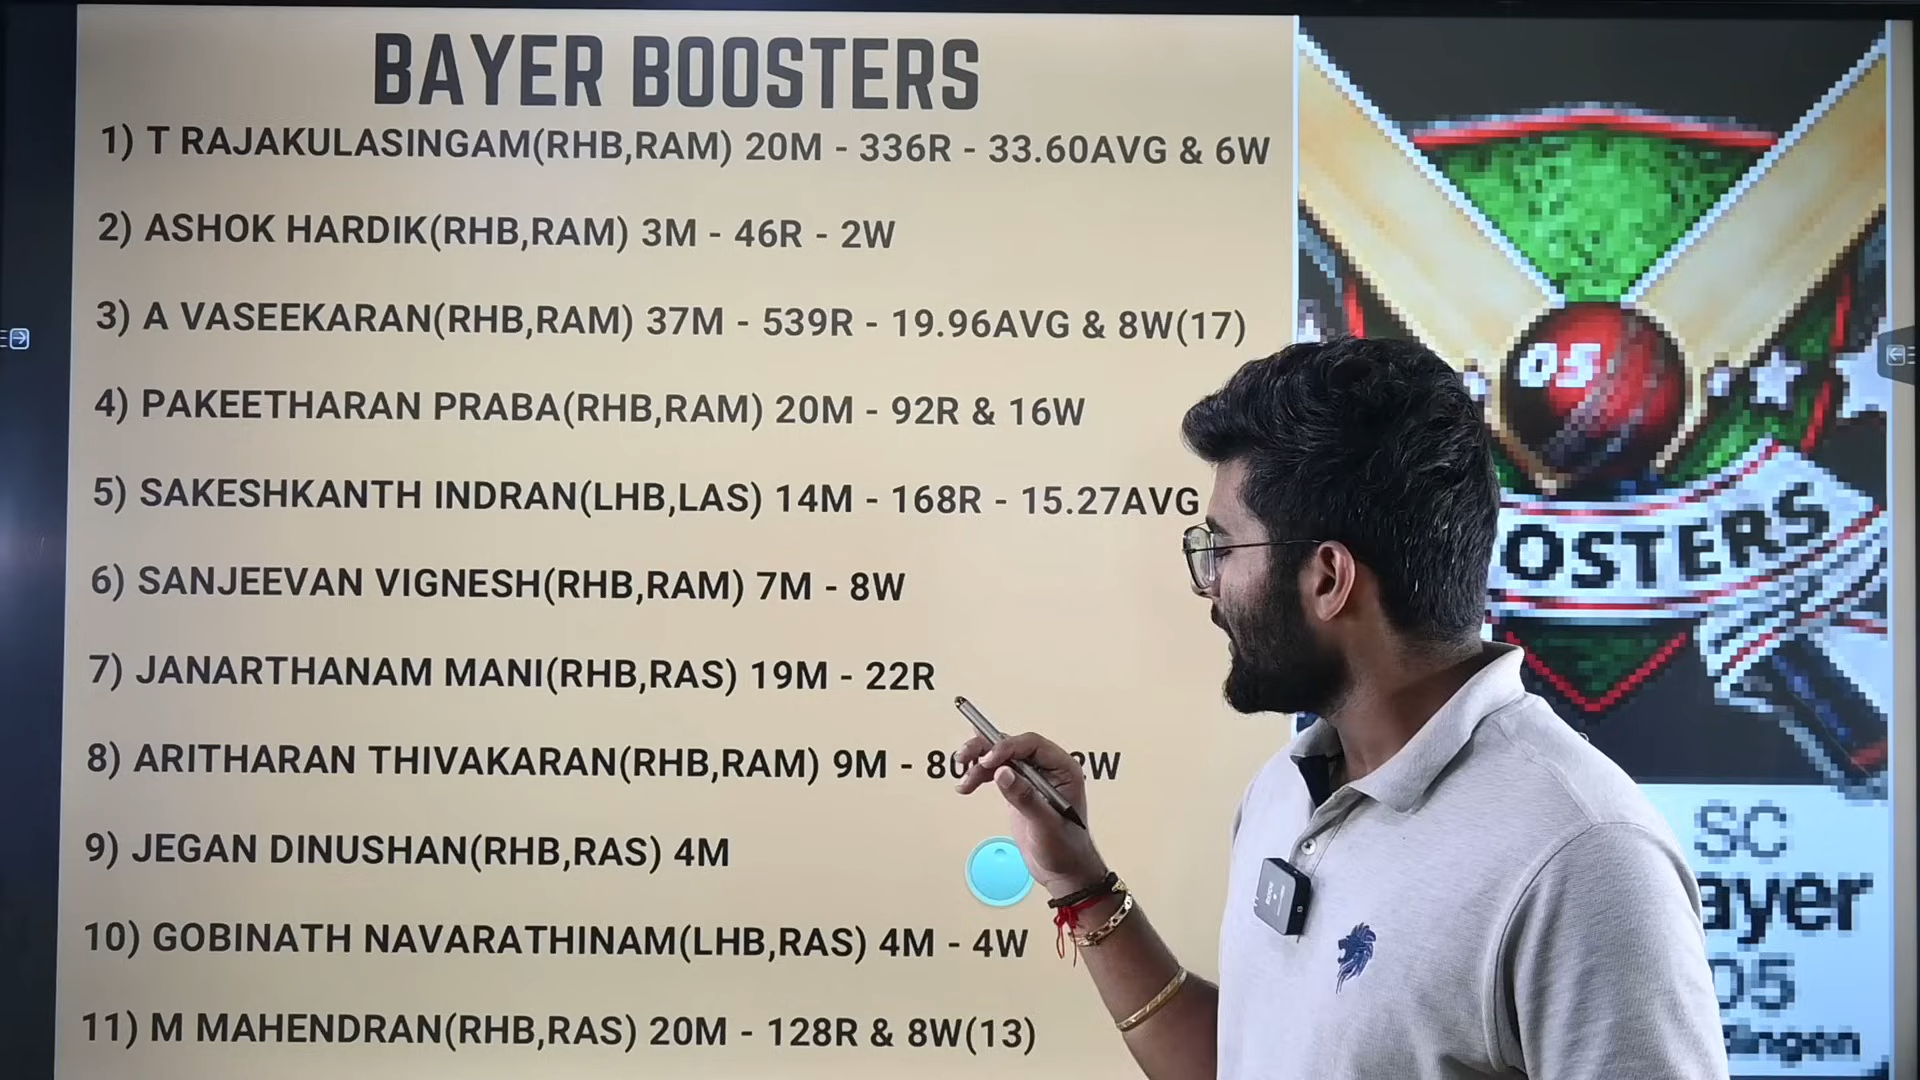 BAYER BOOSTERS
1) T RAJAKULASINGAM(RHB,RAM) 20M - 336R - 33.60AVG & 6W
2) ASHOK HARDIK(RHB,RAM) 3M - 46R - 2W
3) A VASEEKARAN(RHB,RAM) 37M - 539R - 19.96AVG & 8W(17)
4) PAKEETHARAN PRABA(RHB,RAM) 20M - 92R & 16W
5) SAKESHKANTH INDRAN(LHB,LAS) 14M - 168R - 15.27AVG
6) SANJEEVAN VIGNESH(RHB,RAM) 7M - 8W
7) JANARTHANAM MANI(RHB,RAS) 19M - 22R
8) ARITHARAN THIVAKARAN(RHB,RAM) 9M - 80
9) JEGAN DINUSHAN(RHB,RAS) 4M
10) GOBINATH NAVARATHINAM(LHB,RAS) 4M - 4W
11) M MAHENDRAN(RHB,RAS) 20M - 128R & 8W(13)
05
OSTERS
SC
ayer
05